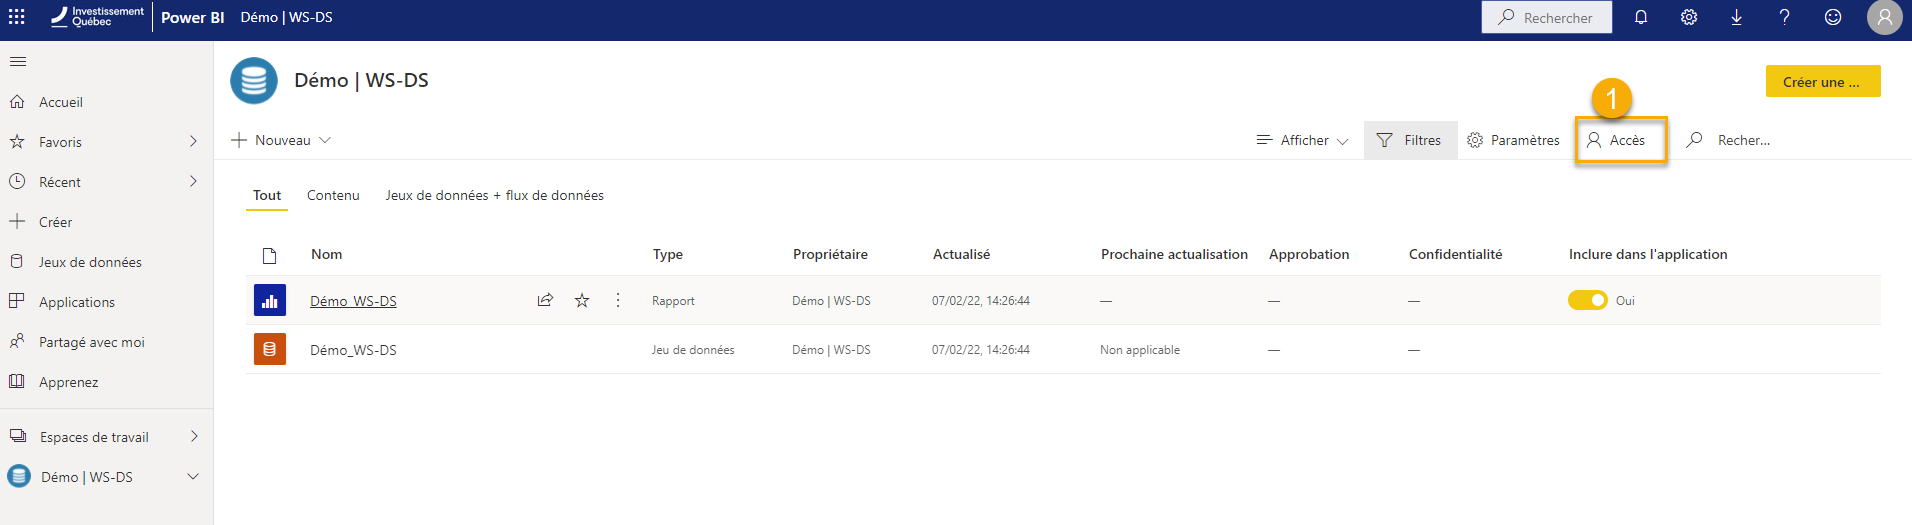 Investissement
Québec
Power BI
Démo | WS-DS
Rechercher
Accueil
Favoris
Récent
Créer
Jeux de données
Applications
Partagé avec moi
Apprenez
Espaces de travail
Démo | WS-DS
Démo | WS-DS
Créer une ...
1
Nouveau
Afficher
Filtres
Paramètres
Accès
Recher...
Tout
Contenu
Jeux de données + flux de données
Nom Type Propriétaire Actualisé Prochaine actualisation Approbation Confidentialité Inclure dans l'application
Démo_WS-DS Rapport Démo | WS-DS 07/02/22, 14:26:44 — — — Oui
Démo_WS-DS Jeu de données Démo | WS-DS 07/02/22, 14:26:44 Non applicable — —